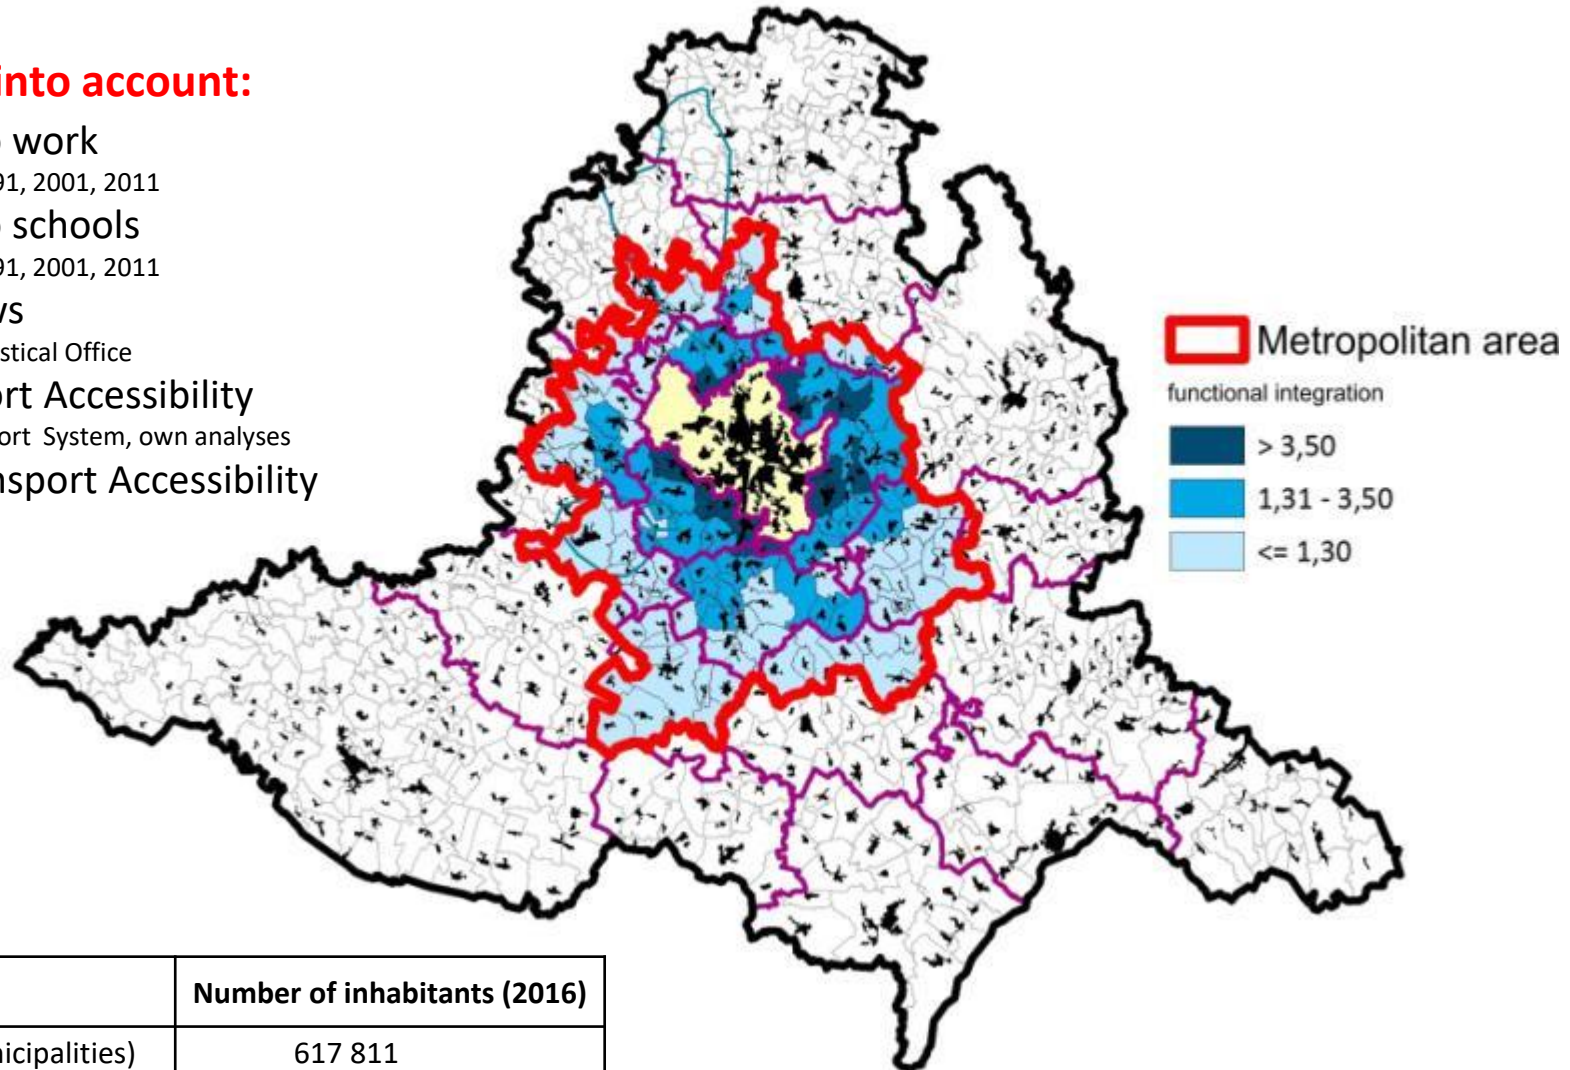 into account:
work
91, 2001, 2011
schools
91, 2001, 2011
stical Office
rt Accessibility
ort System, own analyses
nsport Accessibility
Metropolitan area
functional integration
> 3,50
1,31 - 3,50
<= 1,30
Number of inhabitants (2016)
nicipalities) 617 811